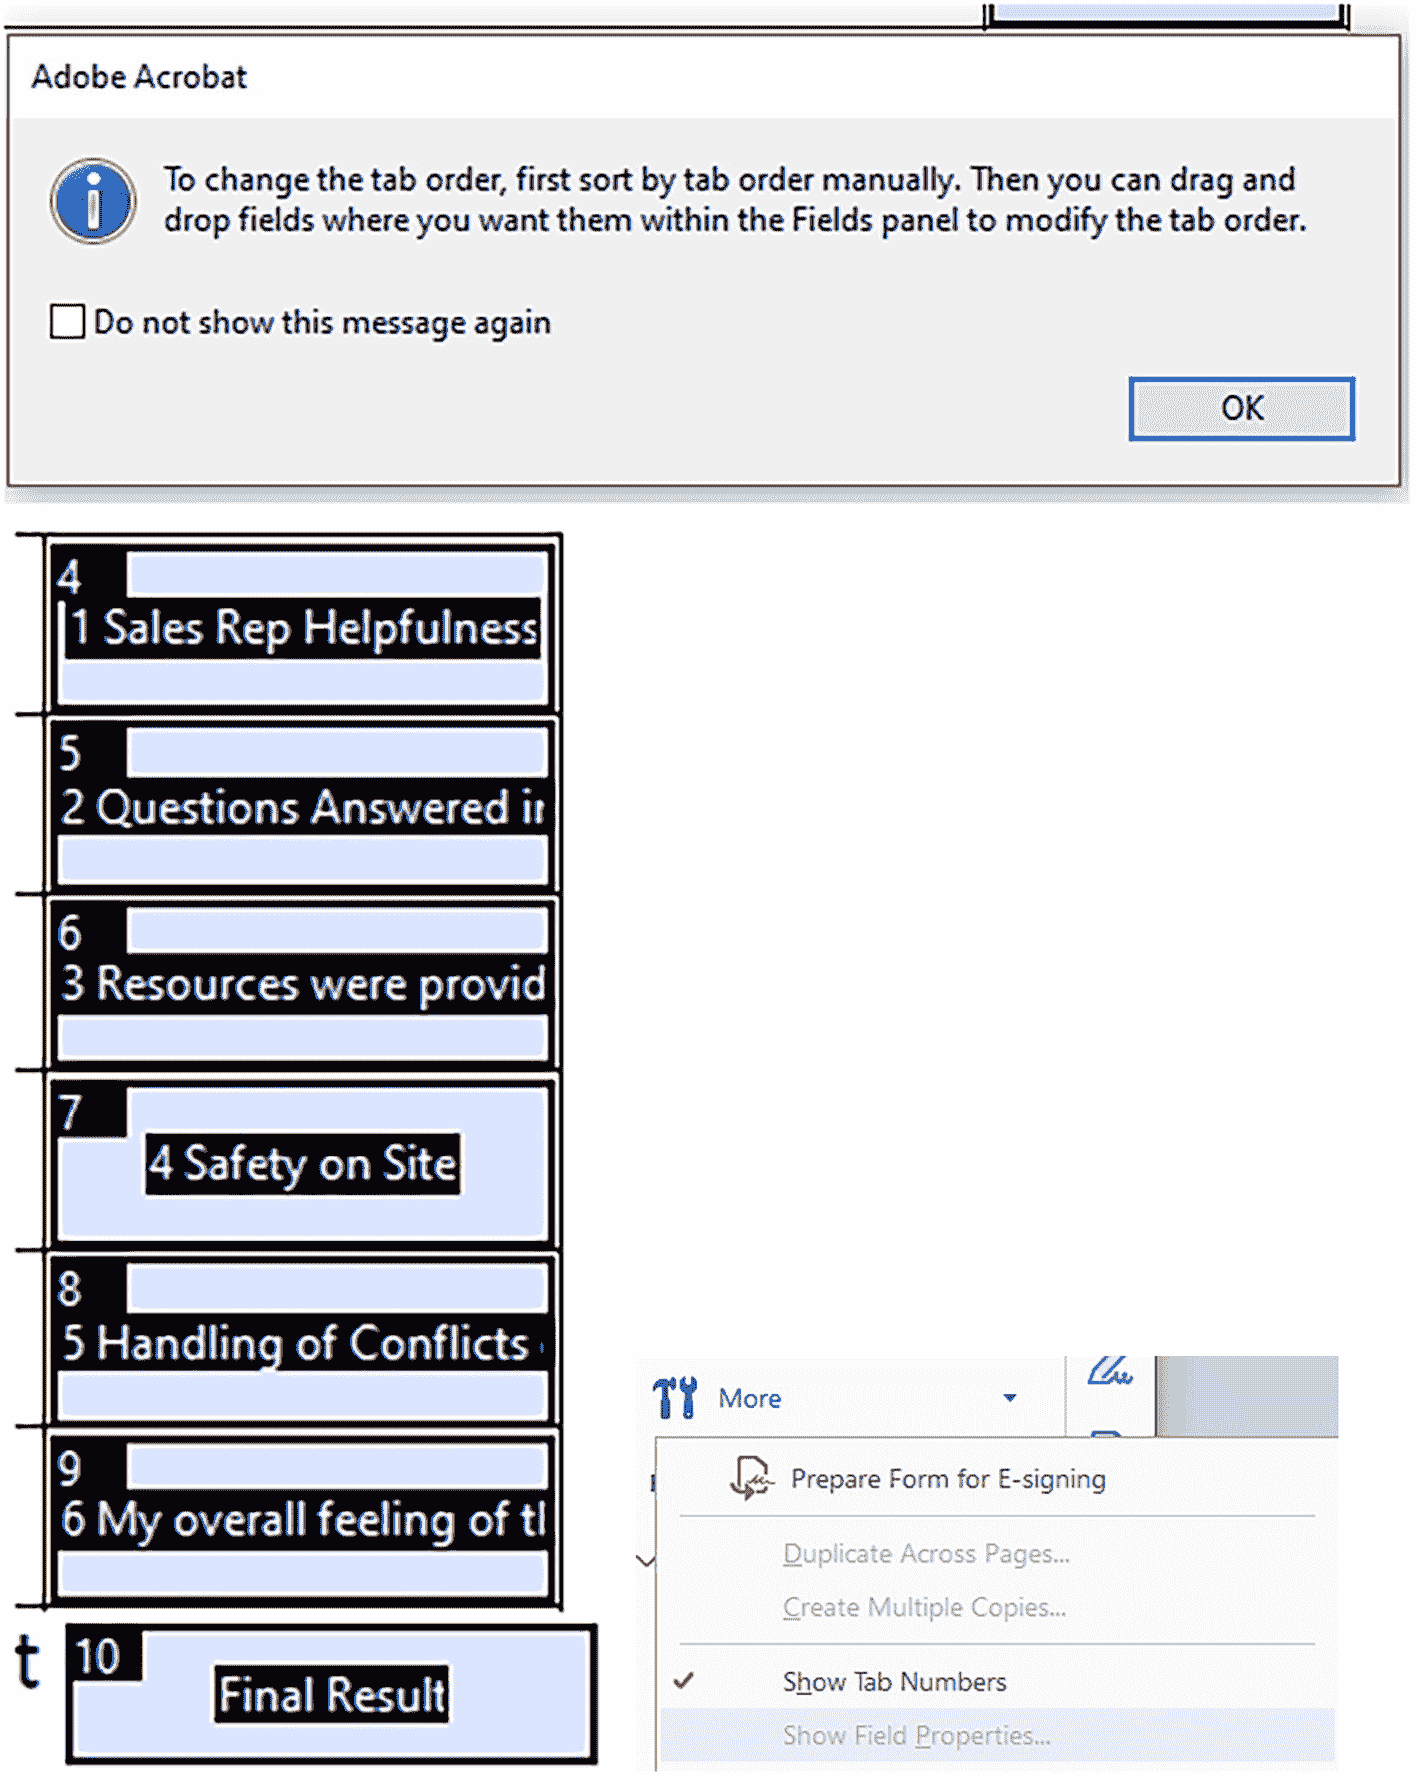 Adobe Acrobat
To change the tab order, first sort by tab order manually. Then you can drag and
drop fields where you want them within the Fields panel to modify the tab order.
Do not show this message again
OK
4
1 Sales Rep Helpfulness
5
2 Questions Answered in
6
3 Resources were provid
7
4 Safety on Site
8
5 Handling of Conflicts
9
6 My overall feeling of
t
10
Final Result
More
Prepare Form for E-signing
Duplicate Across Pages...
Create Multiple Copies...
Show Tab Numbers
Show Field Properties...